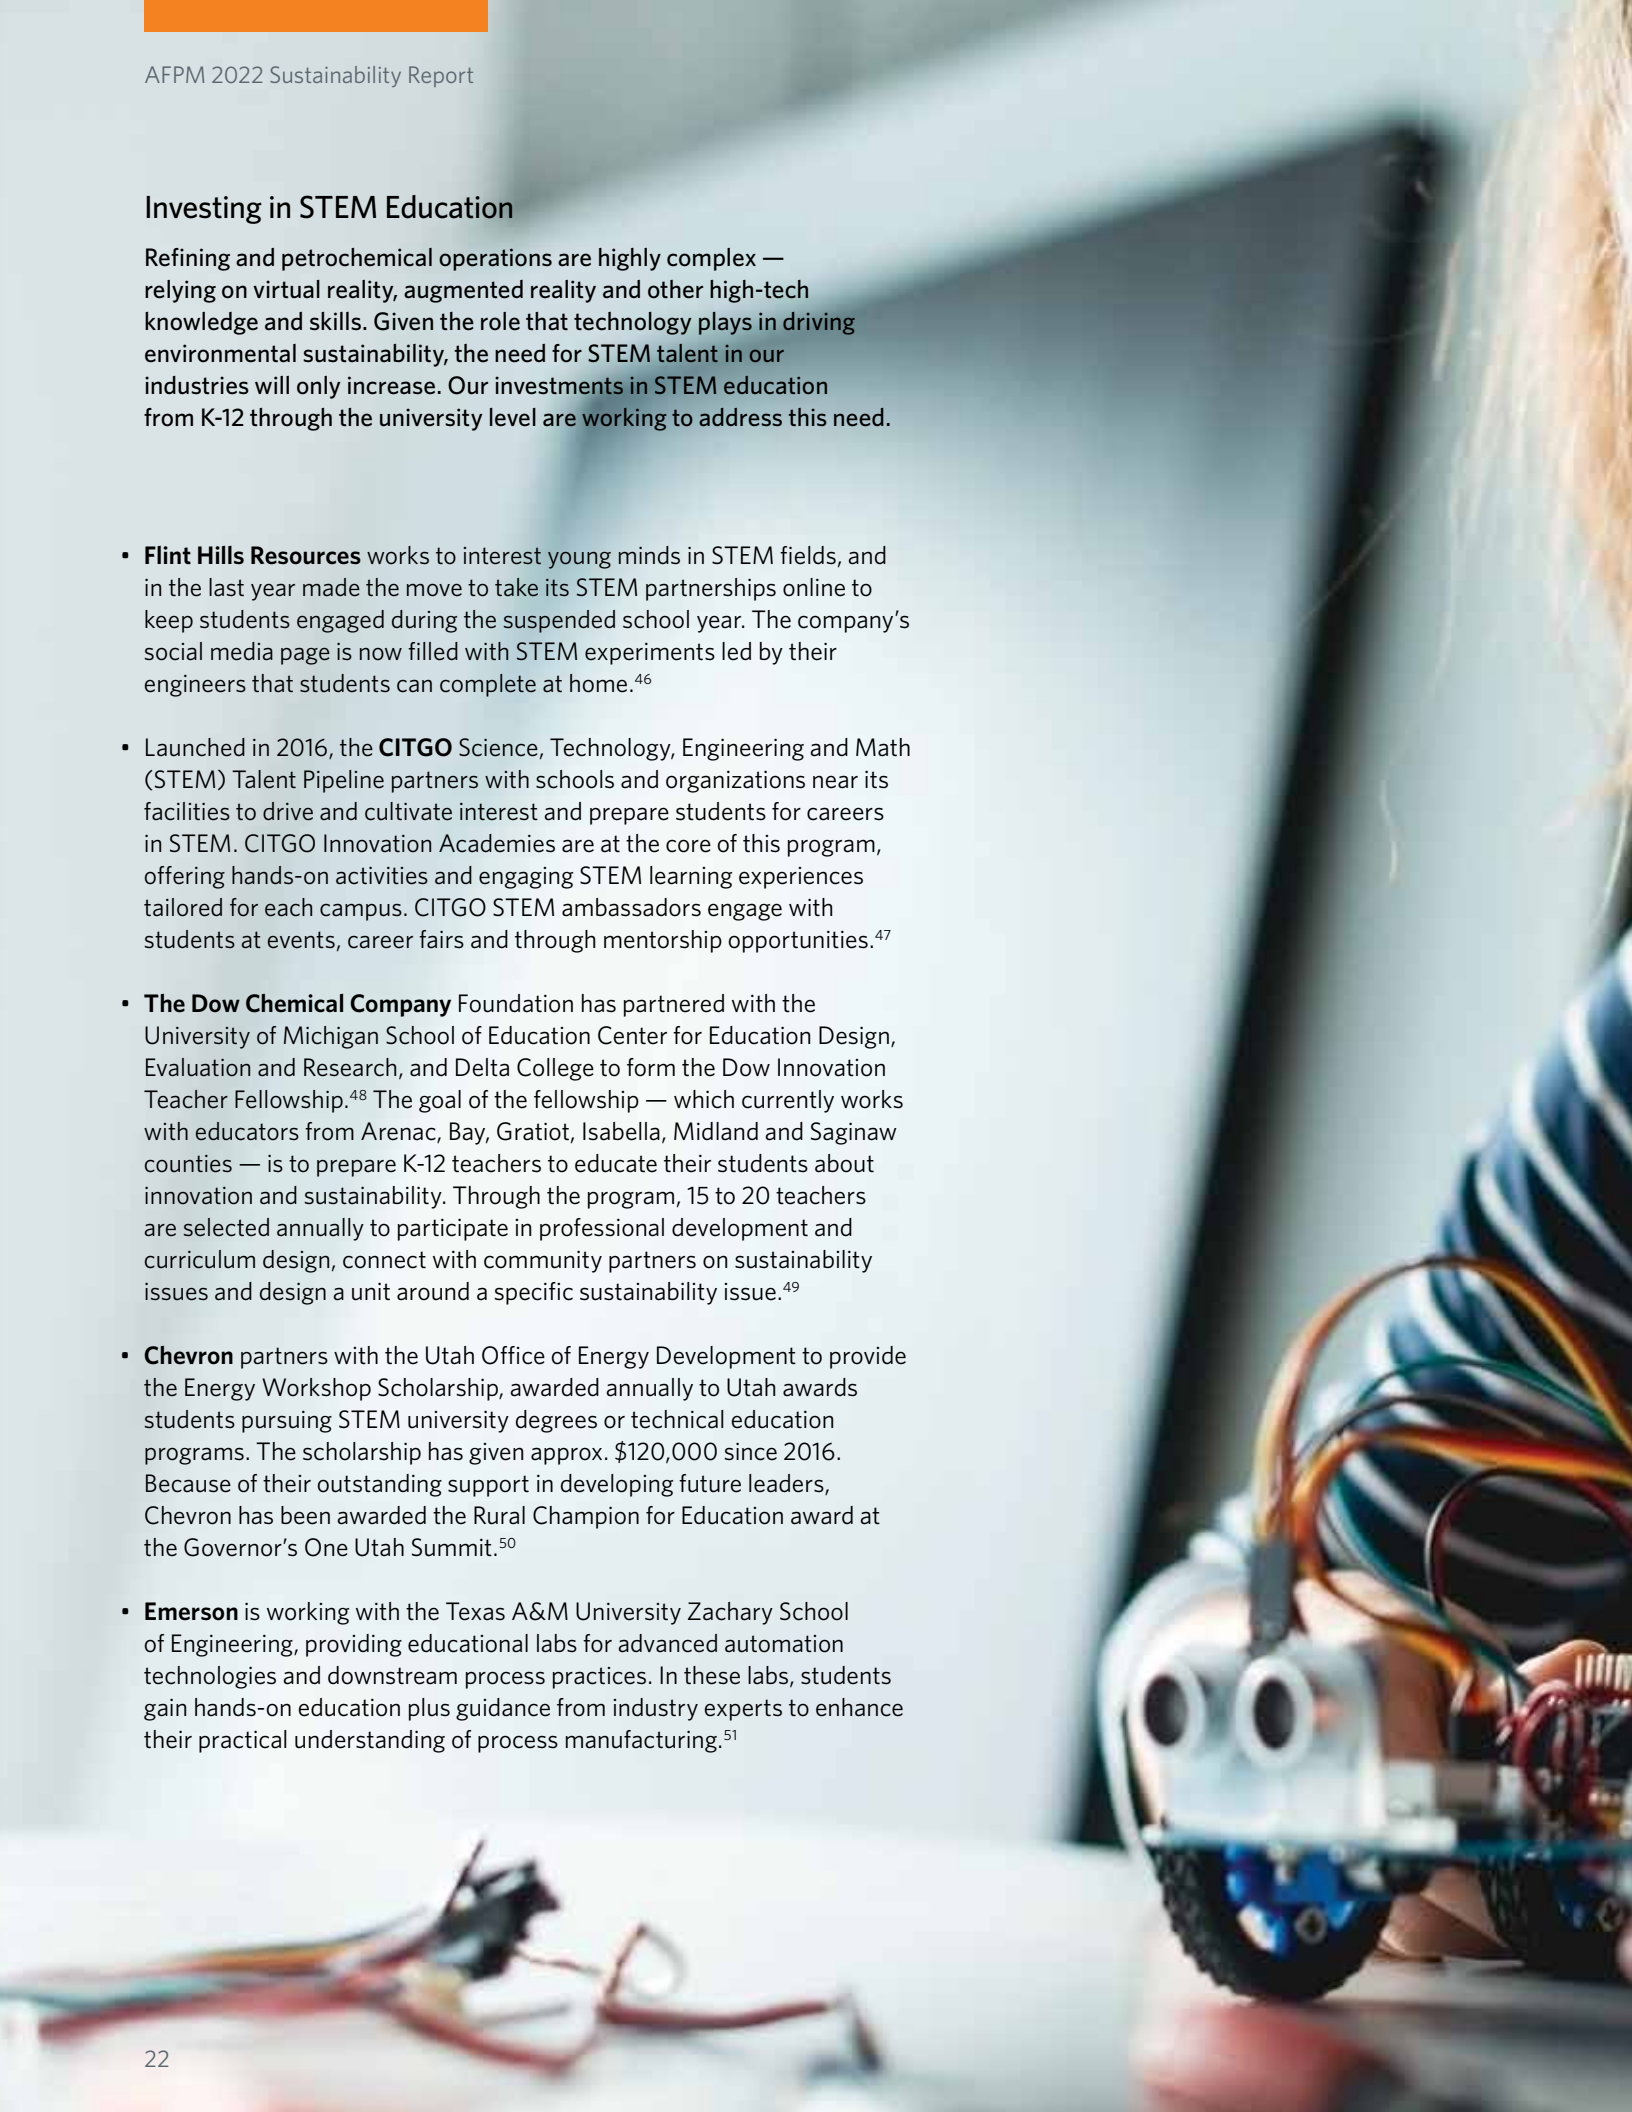 AFPM 2022 Sustainability Report
Investing in STEM Education
Refining and petrochemical operations are highly complex —
relying on virtual reality, augmented reality and other high-tech
knowledge and skills. Given the role that technology plays in driving
environmental sustainability, the need for STEM talent in our
industries will only increase. Our investments in STEM education
from K-12 through the university level are working to address this need.
• Flint Hills Resources works to interest young minds in STEM fields, and
in the last year made the move to take its STEM partnerships online to
keep students engaged during the suspended school year. The company's
social media page is now filled with STEM experiments led by their
engineers that students can complete at home.46
• Launched in 2016, the CITGO Science, Technology, Engineering and Math
(STEM) Talent Pipeline partners with schools and organizations near its
facilities to drive and cultivate interest and prepare students for careers
in STEM. CITGO Innovation Academies are at the core of this program,
offering hands-on activities and engaging STEM learning experiences
tailored for each campus. CITGO STEM ambassadors engage with
students at events, career fairs and through mentorship opportunities.47
• The Dow Chemical Company Foundation has partnered with the
University of Michigan School of Education Center for Education Design,
Evaluation and Research, and Delta College to form the Dow Innovation
Teacher Fellowship.48 The goal of the fellowship — which currently works
with educators from Arenac, Bay, Gratiot, Isabella, Midland and Saginaw
counties — is to prepare K-12 teachers to educate their students about
innovation and sustainability. Through the program, 15 to 20 teachers
are selected annually to participate in professional development and
curriculum design, connect with community partners on sustainability
issues and design a unit around a specific sustainability issue.49
• Chevron partners with the Utah Office of Energy Development to provide
the Energy Workshop Scholarship, awarded annually to Utah awards
students pursuing STEM university degrees or technical education
programs. The scholarship has given approx. $120,000 since 2016.
Because of their outstanding support in developing future leaders,
Chevron has been awarded the Rural Champion for Education award at
the Governor's One Utah Summit.50
• Emerson is working with the Texas A&M University Zachary School
of Engineering, providing educational labs for advanced automation
technologies and downstream process practices. In these labs, students
gain hands-on education plus guidance from industry experts to enhance
their practical understanding of process manufacturing.51
22